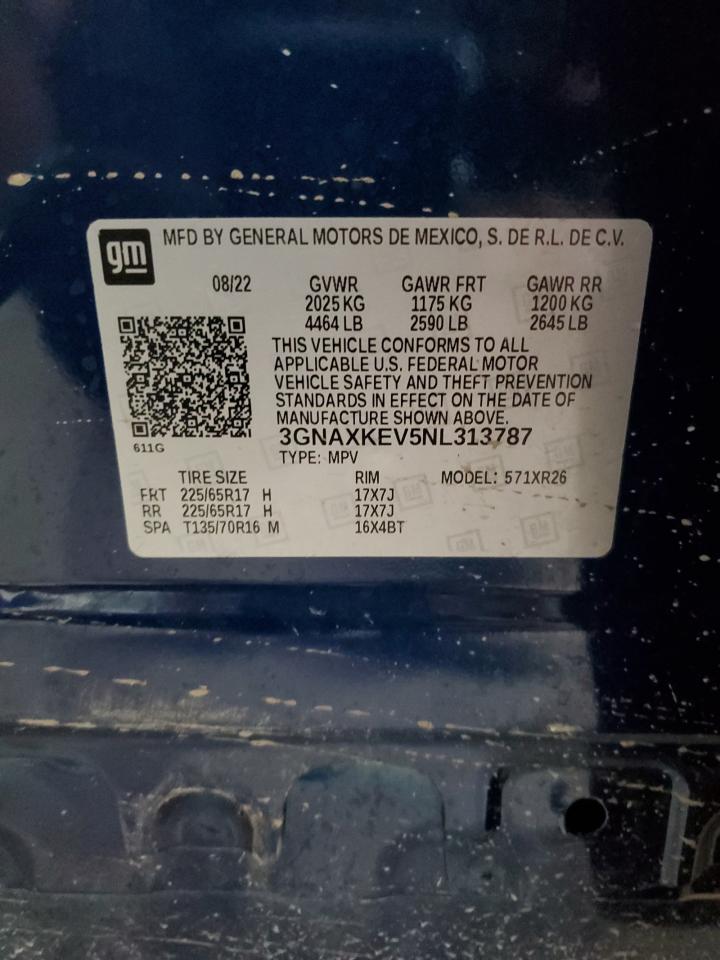 gm
MFD BY GENERAL MOTORS DE MEXICO, S. DE R.L. DE C.V.
08/22 GVWR GAWR FRT GAWR RR
2025 KG 1175 KG 1200 KG
4464 LB 2590 LB 2645 LB
THIS VEHICLE CONFORMS TO ALL
APPLICABLE U.S. FEDERAL MOTOR
VEHICLE SAFETY AND THEFT PREVENTION
STANDARDS IN EFFECT ON THE DATE OF
MANUFACTURE SHOWN ABOVE.
611G
3GNAXKEV5NL313787
TYPE: MPV
TIRE SIZE RIM MODEL: 571XR26
FRT 225/65R17 H 17X7J
RR 225/65R17 H 17X7J
SPA T135/70R16 M 16X4BT